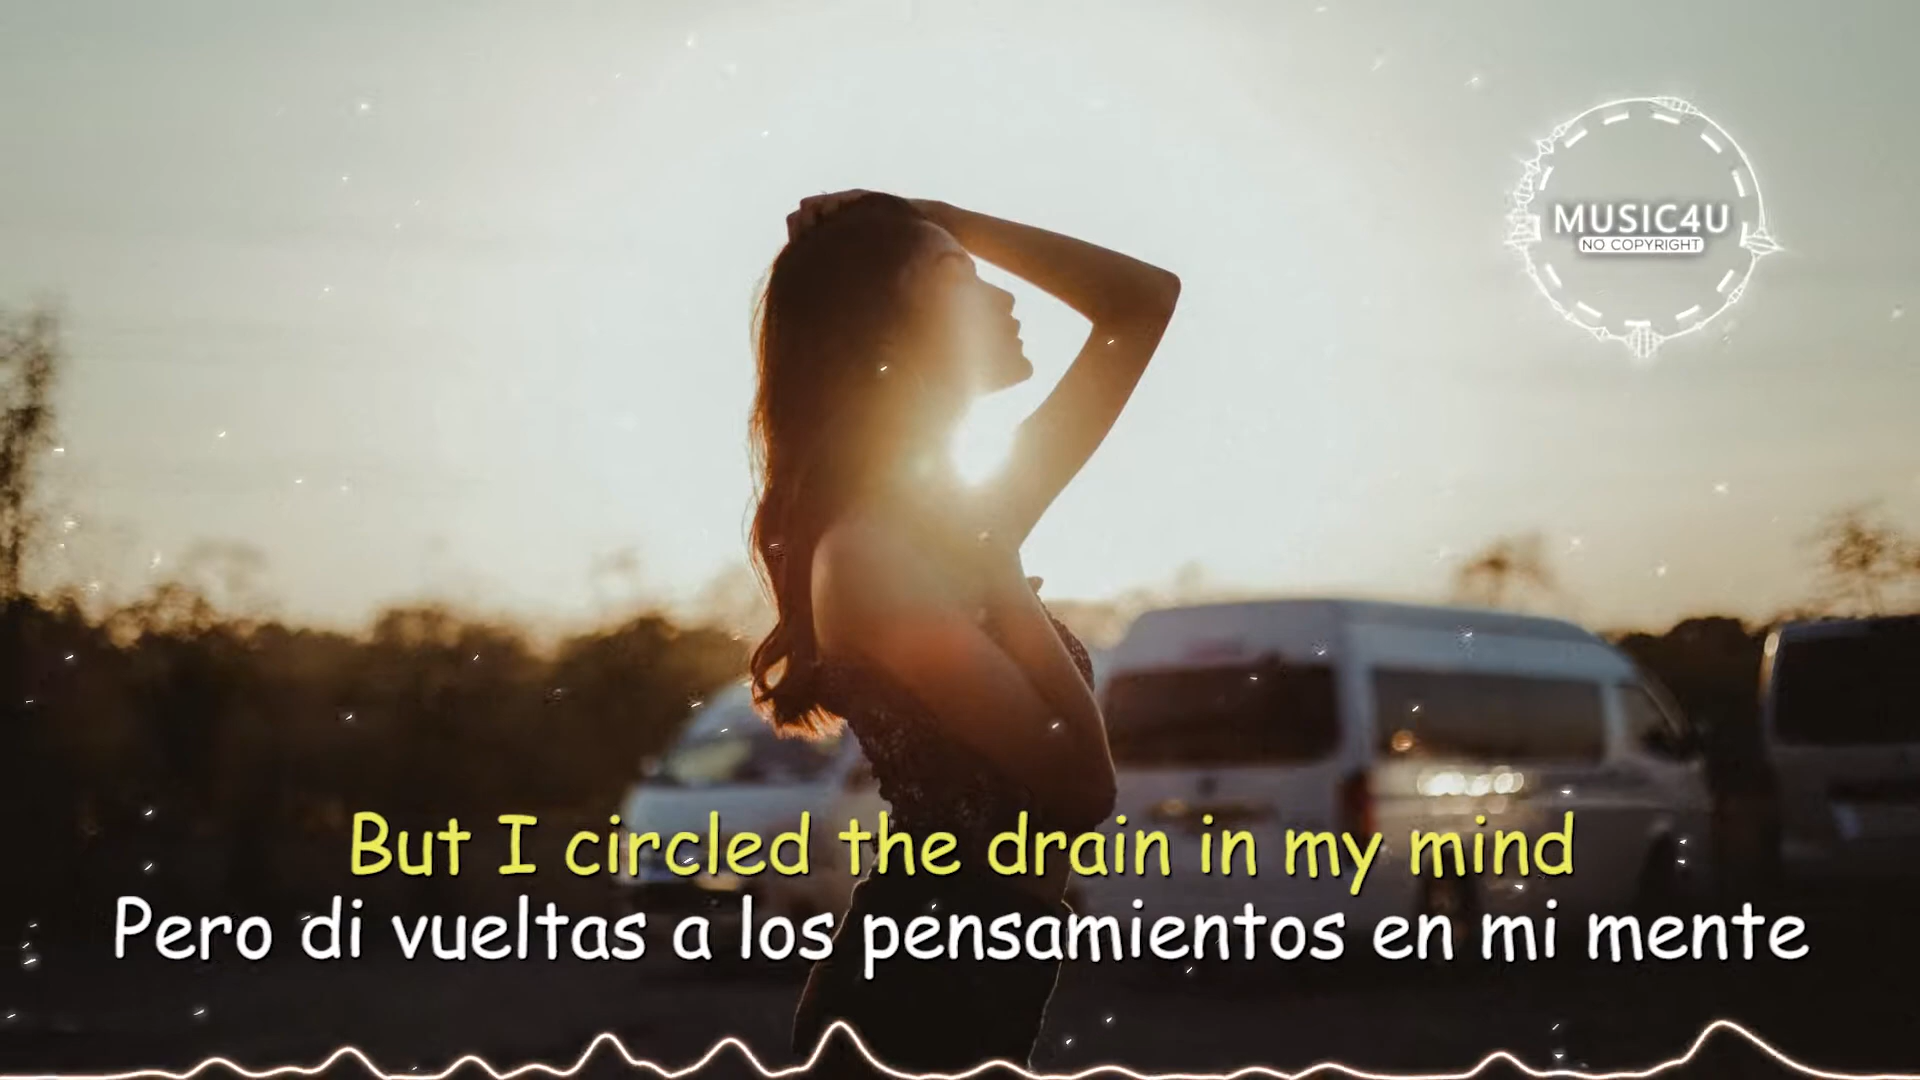 MUSIC4U
NO COPYRIGHT
But I circled the drain in my mind
Pero di vueltas a los pensamientos en mi mente